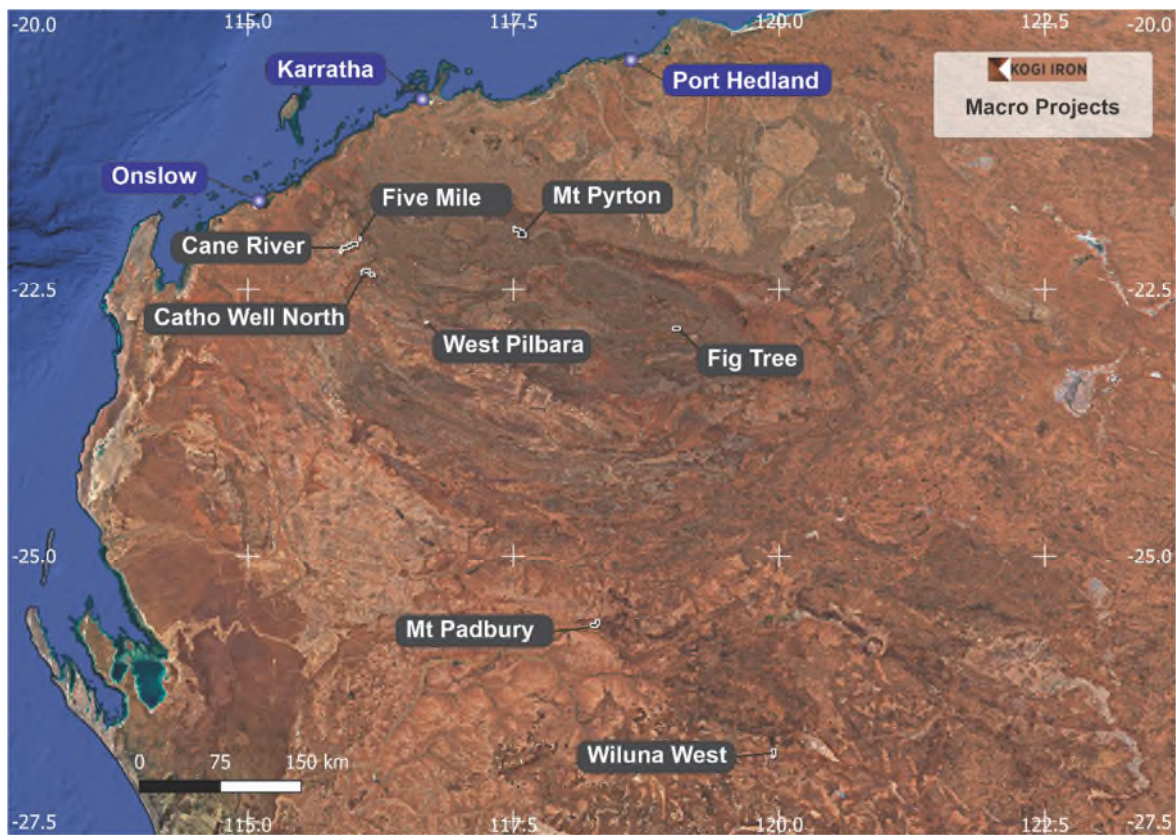 -20.0 115.0 117.5 120.0 122.5 -20.0
KOGI IRON
Macro Projects
Karratha
Port Hedland
Onslow
Five Mile
Mt Pyrton
Cane River
-22.5 -22.5
Catho Well North
West Pilbara
Fig Tree
-25.0 -25.0
Mt Padbury
Wiluna West
0 75 150 km
-27.5 115.0 117.5 120.0 122.5 -27.5